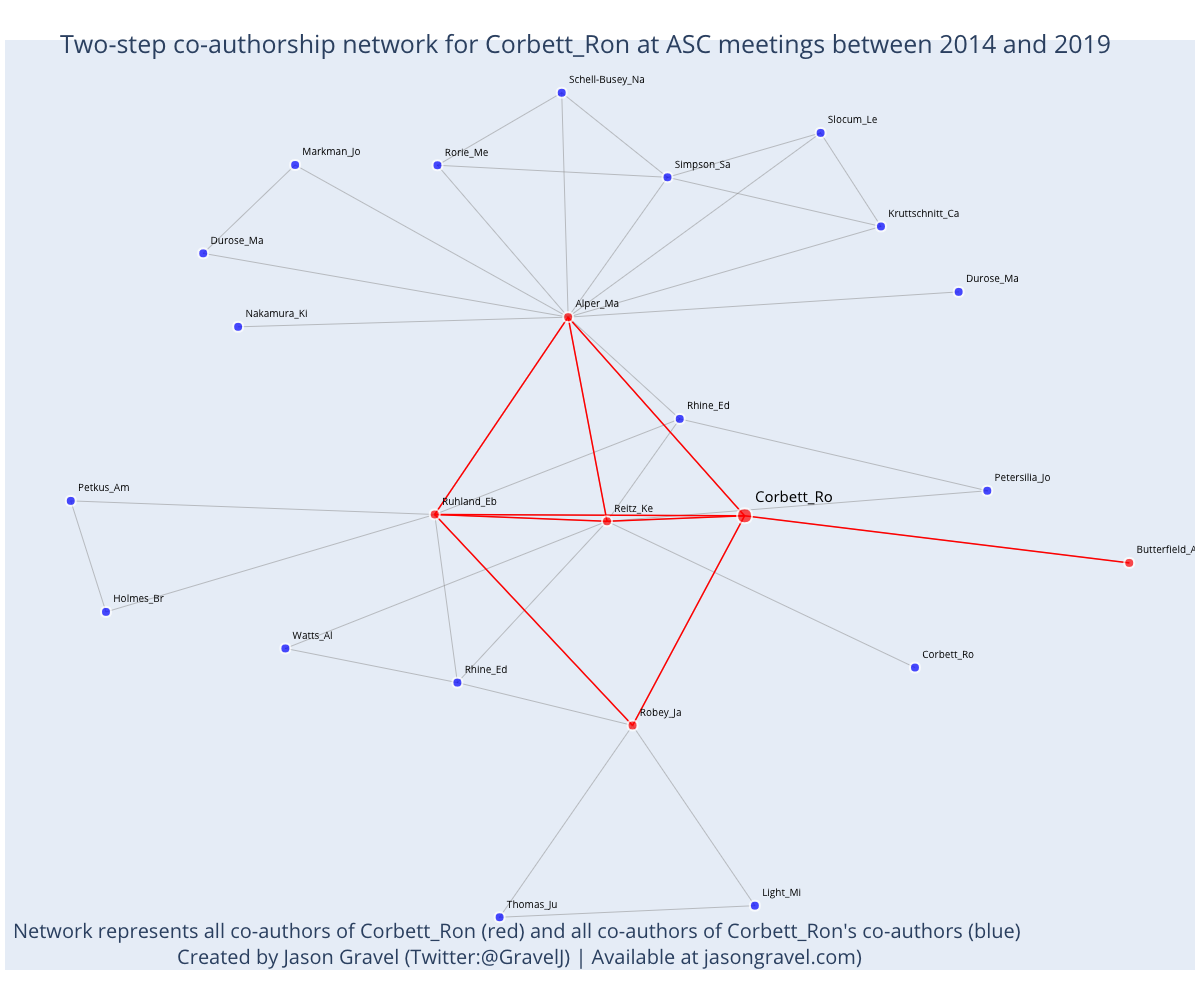 Two-step co-authorship network for Corbett_Ron at ASC meetings between 2014 and 2019
Schell-Busey_Na
Slocum_Le
Markman_Jo
Rorie_Me
Simpson_Sa
Kruttschnitt_Ca
Durose_Ma
Durose_Ma
Alper_Ma
Nakamura_Ki
Rhine_Ed
Petersilia_Jo
Petkus_Am
Corbett_Ro
Ruhland_Eb
Reitz_Ke
Butterfield_A
Holmes_Br
Watts_Al
Corbett_Ro
Rhine_Ed
Robey_Ja
Light_Mi
Thomas_Ju
Network represents all co-authors of Corbett_Ron (red) and all co-authors of Corbett_Ron's co-authors (blue)
Created by Jason Gravel (Twitter:@GravelJ) | Available at jasongravel.com)